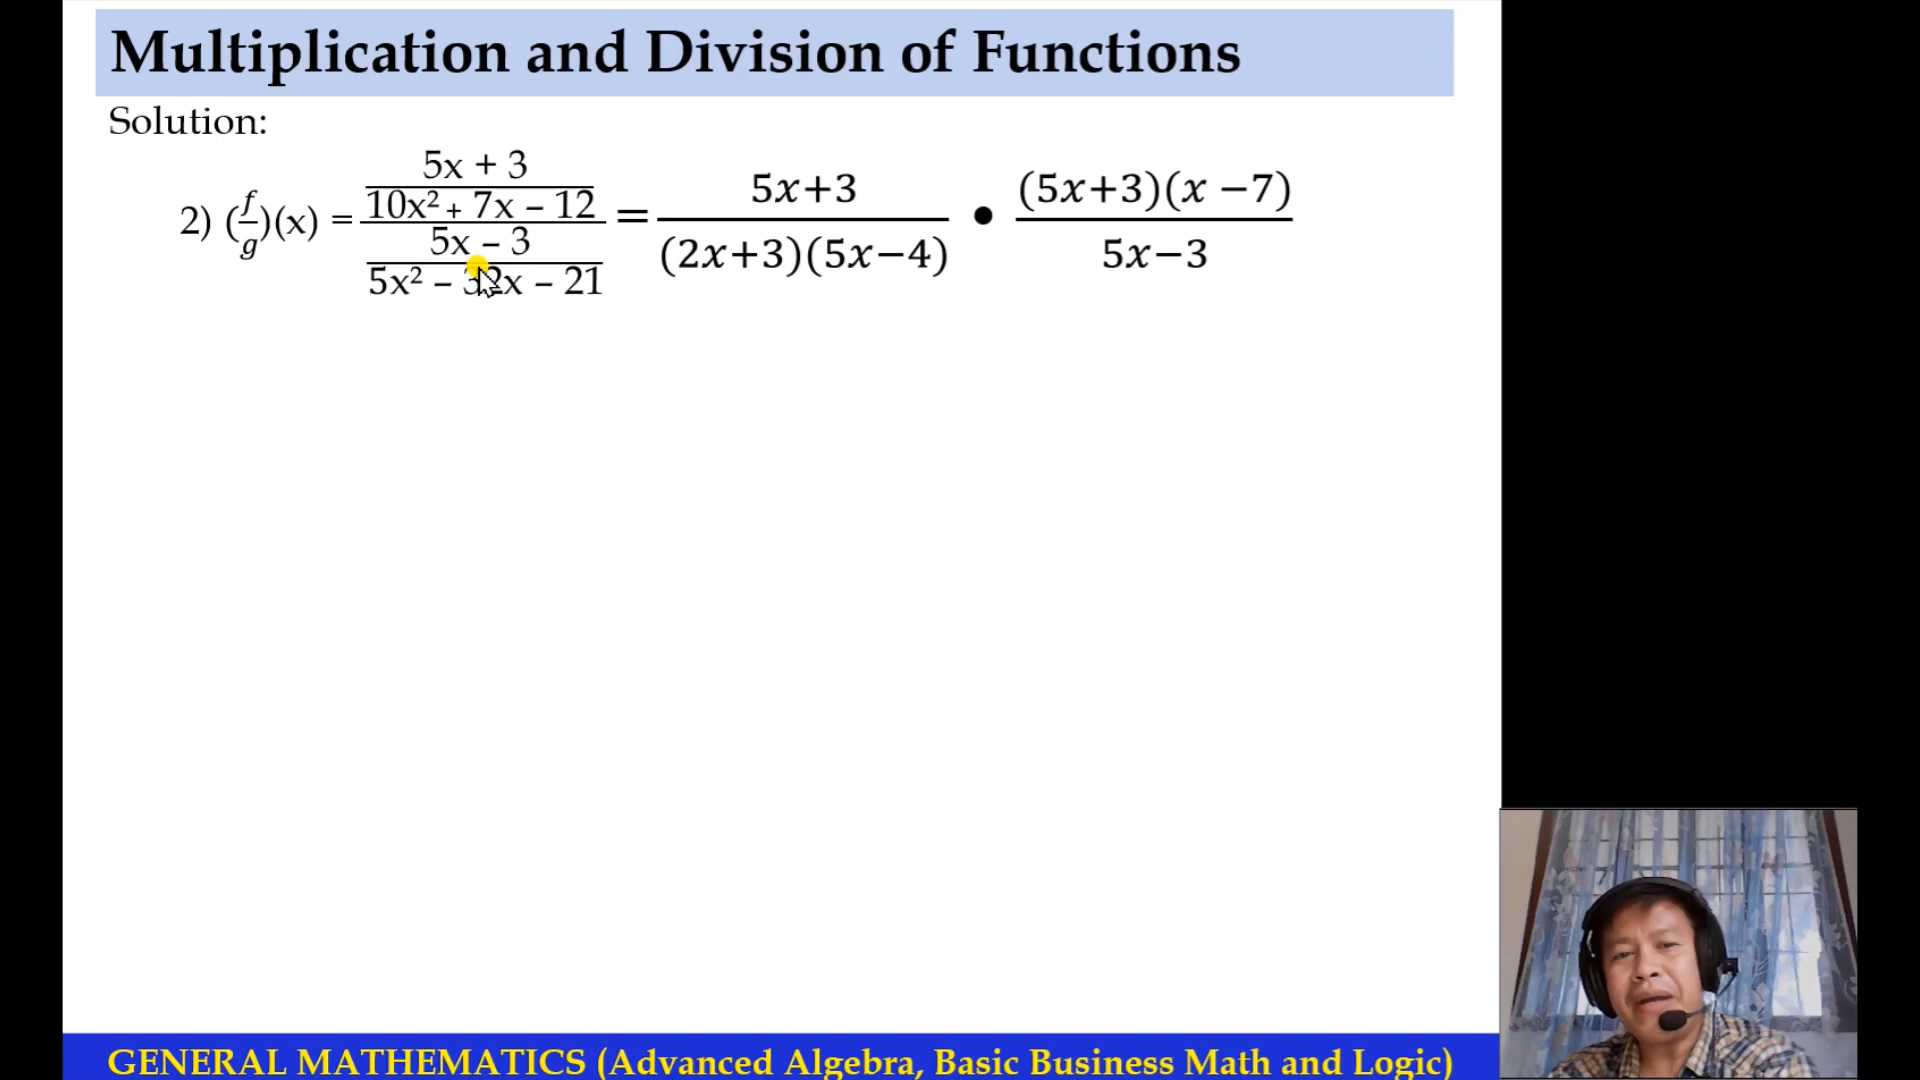 Multiplication and Division of Functions
Solution:
2) (f/g)(x) = (5x + 3)/(10x² + 7x – 12) / (5x – 3)/(5x² – 32x – 21) = 5x+3/(2x+3)(5x−4) • (5x+3)(x −7)/5x−3
GENERAL MATHEMATICS (Advanced Algebra, Basic Business Math and Logic)